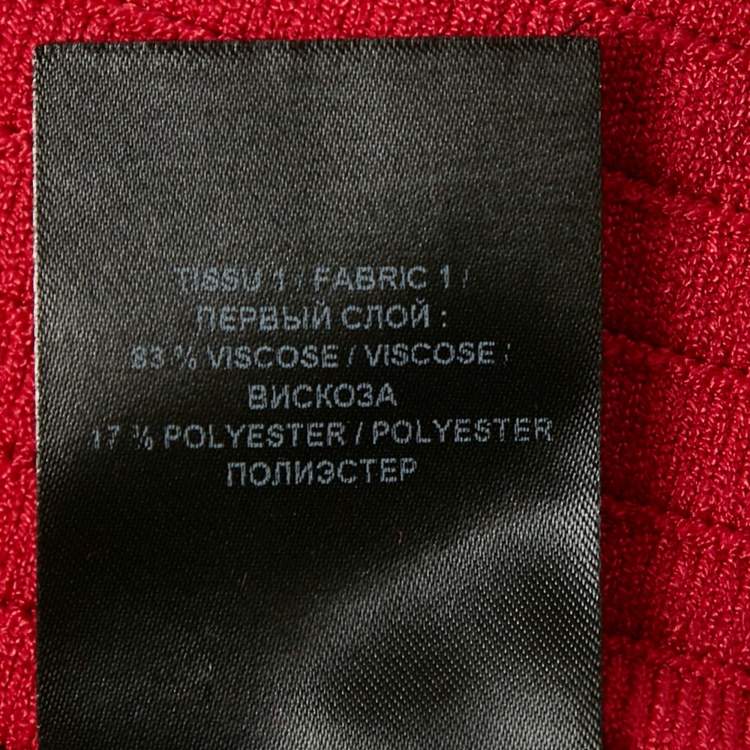 TISSU 1 / FABRIC 1 /
ПЕРВЫЙ СЛОЙ :
83 % VISCOSE / VISCOSE /
ВИСКОЗА
17 % POLYESTER / POLYESTER
ПОЛИЭСТЕР